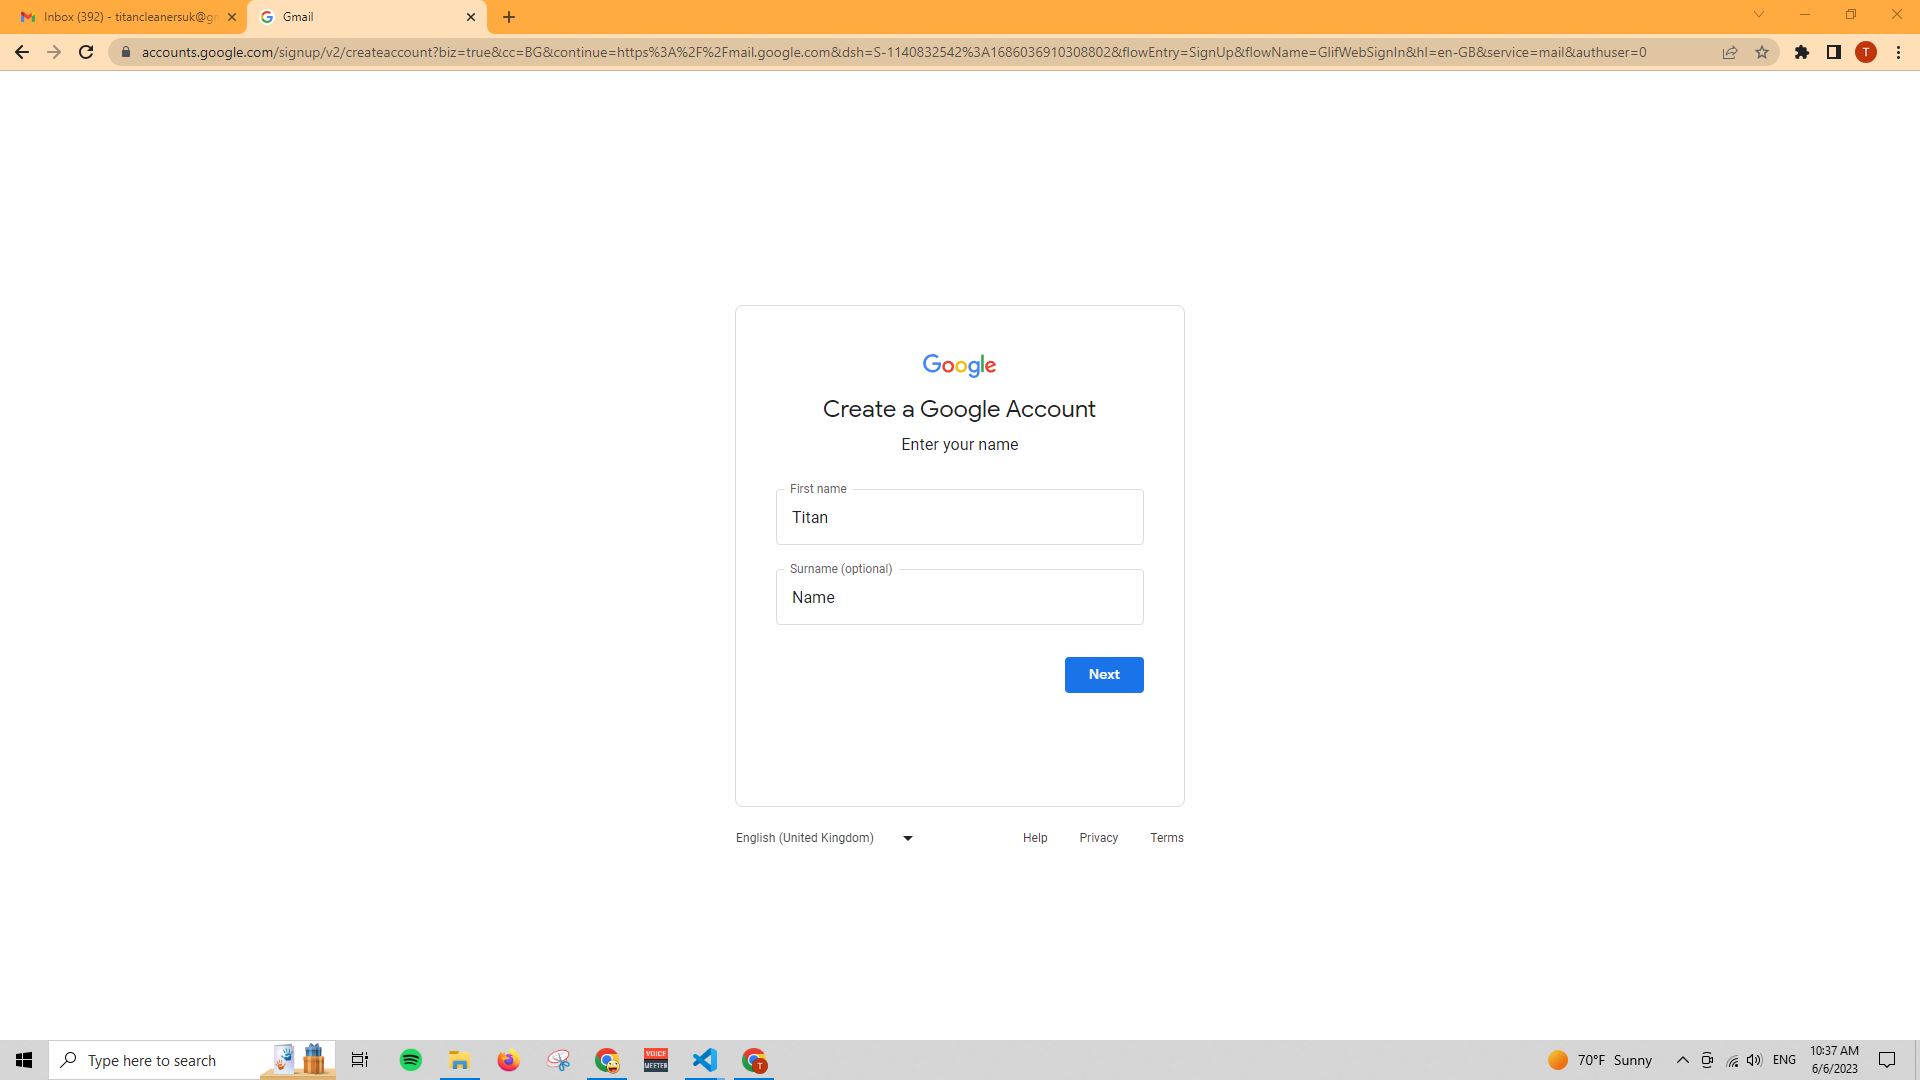 Inbox (392) - titancleanersuk@gm
Gmail
accounts.google.com/signup/v2/createaccount?biz=true&cc=BG&continue=https%3A%2F%2Fmail.google.com&dsh=S-1140832542%3A1686036910308802&flowEntry=SignUp&flowName=GlifWebSignIn&hl=en-GB&service=mail&authuser=0
T
Google
Create a Google Account
Enter your name
First name
Titan
Surname (optional)
Name
Next
English (United Kingdom)
Help Privacy Terms
Type here to search
VOICE
MEETER
T
70°F Sunny
ENG
10:37 AM
6/6/2023